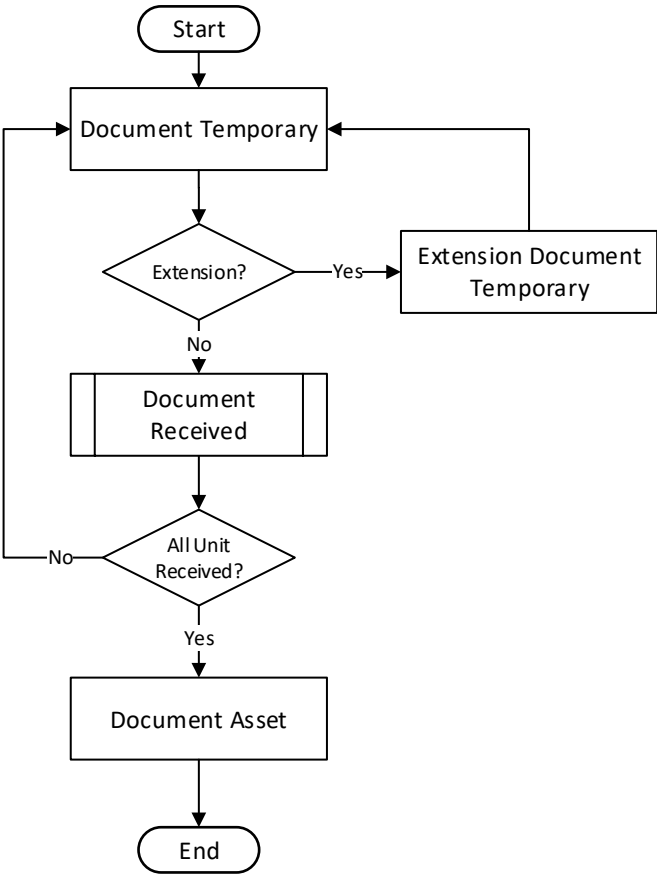 Start
Document Temporary
Extension?
Yes
Extension Document
Temporary
No
Document
Received
All Unit
Received?
No
Yes
Document Asset
End